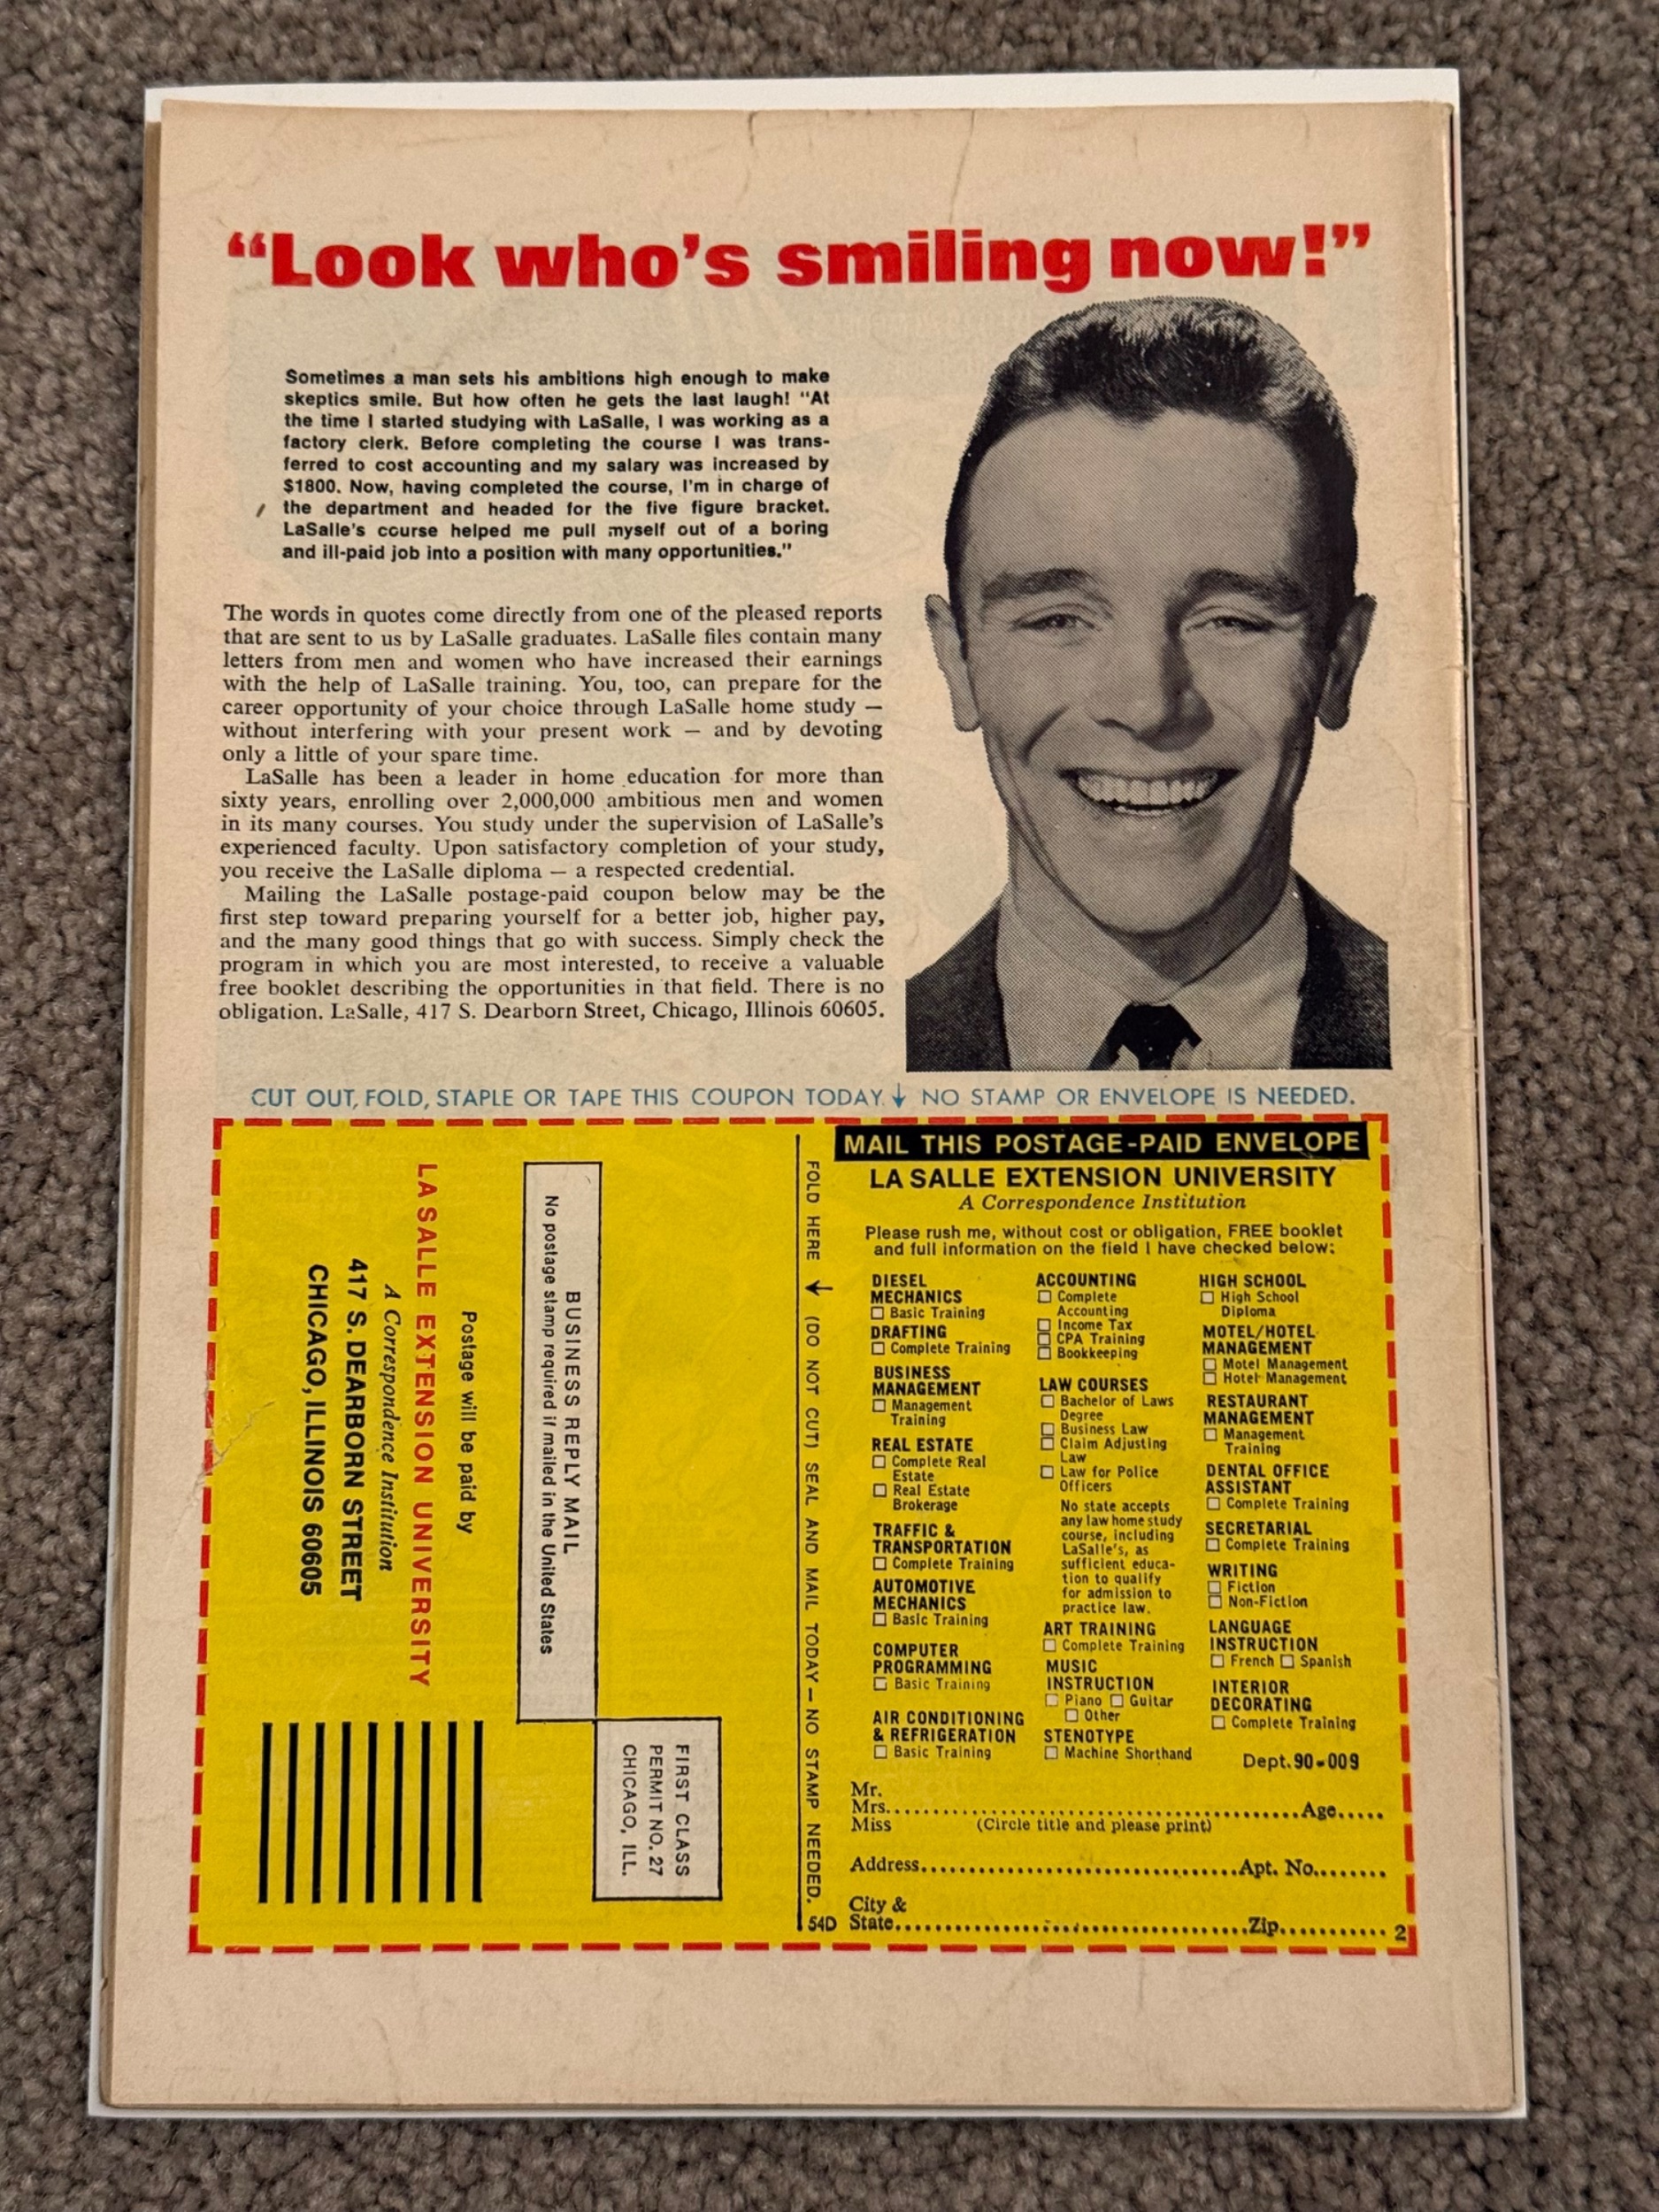 “Look who’s smiling now!”
Sometimes a man sets his ambitions high enough to make
skeptics smile. But how often he gets the last laugh! “At
the time I started studying with LaSalle, I was working as a
factory clerk. Before completing the course I was trans-
ferred to cost accounting and my salary was increased by
$1800. Now, having completed the course, I’m in charge of
the department and headed for the five figure bracket.
LaSalle’s course helped me pull myself out of a boring
and ill-paid job into a position with many opportunities.”
The words in quotes come directly from one of the pleased reports
that are sent to us by LaSalle graduates. LaSalle files contain many
letters from men and women who have increased their earnings
with the help of LaSalle training. You, too, can prepare for the
career opportunity of your choice through LaSalle home study —
without interfering with your present work — and by devoting
only a little of your spare time.
LaSalle has been a leader in home education for more than
sixty years, enrolling over 2,000,000 ambitious men and women
in its many courses. You study under the supervision of LaSalle’s
experienced faculty. Upon satisfactory completion of your study,
you receive the LaSalle diploma — a respected credential.
Mailing the LaSalle postage-paid coupon below may be the
first step toward preparing yourself for a better job, higher pay,
and the many good things that go with success. Simply check the
program in which you are most interested, to receive a valuable
free booklet describing the opportunities in that field. There is no
obligation. LaSalle, 417 S. Dearborn Street, Chicago, Illinois 60605.
CUT OUT, FOLD, STAPLE OR TAPE THIS COUPON TODAY. ↓ NO STAMP OR ENVELOPE IS NEEDED.
FIRST CLASS
PERMIT NO. 27
CHICAGO, ILL.
BUSINESS REPLY MAIL
No postage stamp required if mailed in the United States
Postage will be paid by
LA SALLE EXTENSION UNIVERSITY
A Correspondence Institution
417 S. DEARBORN STREET
CHICAGO, ILLINOIS 60605
FOLD HERE → (DO NOT CUT) SEAL AND MAIL TODAY — NO STAMP NEEDED.
54D
MAIL THIS POSTAGE-PAID ENVELOPE
LA SALLE EXTENSION UNIVERSITY
A Correspondence Institution
Please rush me, without cost or obligation, FREE booklet
and full information on the field I have checked below:
DIESEL
MECHANICS
☐ Basic Training
DRAFTING
☐ Complete Training
BUSINESS
MANAGEMENT
☐ Management
Training
REAL ESTATE
☐ Complete Real
Estate
☐ Real Estate
Brokerage
TRAFFIC &
TRANSPORTATION
☐ Complete Training
AUTOMOTIVE
MECHANICS
☐ Basic Training
COMPUTER
PROGRAMMING
☐ Basic Training
AIR CONDITIONING
& REFRIGERATION
☐ Basic Training
ACCOUNTING
☐ Complete
Accounting
☐ Income Tax
☐ CPA Training
☐ Bookkeeping
LAW COURSES
☐ Bachelor of Laws
Degree
☐ Business Law
☐ Claim Adjusting
Law
☐ Law for Police
Officers
No state accepts
any law home study
course, including
LaSalle’s, as
sufficient educa-
tion to qualify
for admission to
practice law.
ART TRAINING
☐ Complete Training
MUSIC
INSTRUCTION
☐ Piano ☐ Guitar
☐ Other
STENOTYPE
☐ Machine Shorthand
HIGH SCHOOL
☐ High School
Diploma
MOTEL/HOTEL
MANAGEMENT
☐ Motel Management
☐ Hotel Management
RESTAURANT
MANAGEMENT
☐ Management
Training
DENTAL OFFICE
ASSISTANT
☐ Complete Training
SECRETARIAL
☐ Complete Training
WRITING
☐ Fiction
☐ Non-Fiction
LANGUAGE
INSTRUCTION
☐ French ☐ Spanish
INTERIOR
DECORATING
☐ Complete Training
Dept. 90-009
Mr.
Mrs. Age
Miss (Circle title and please print)
Address Apt. No.
City &
State Zip 2